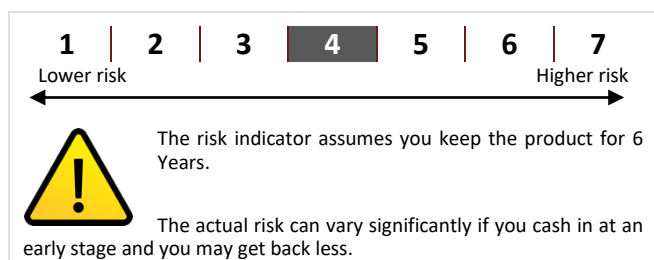 1 2 3 4 5 6 7
Lower risk Higher risk
The risk indicator assumes you keep the product for 6
Years.
The actual risk can vary significantly if you cash in at an
early stage and you may get back less.